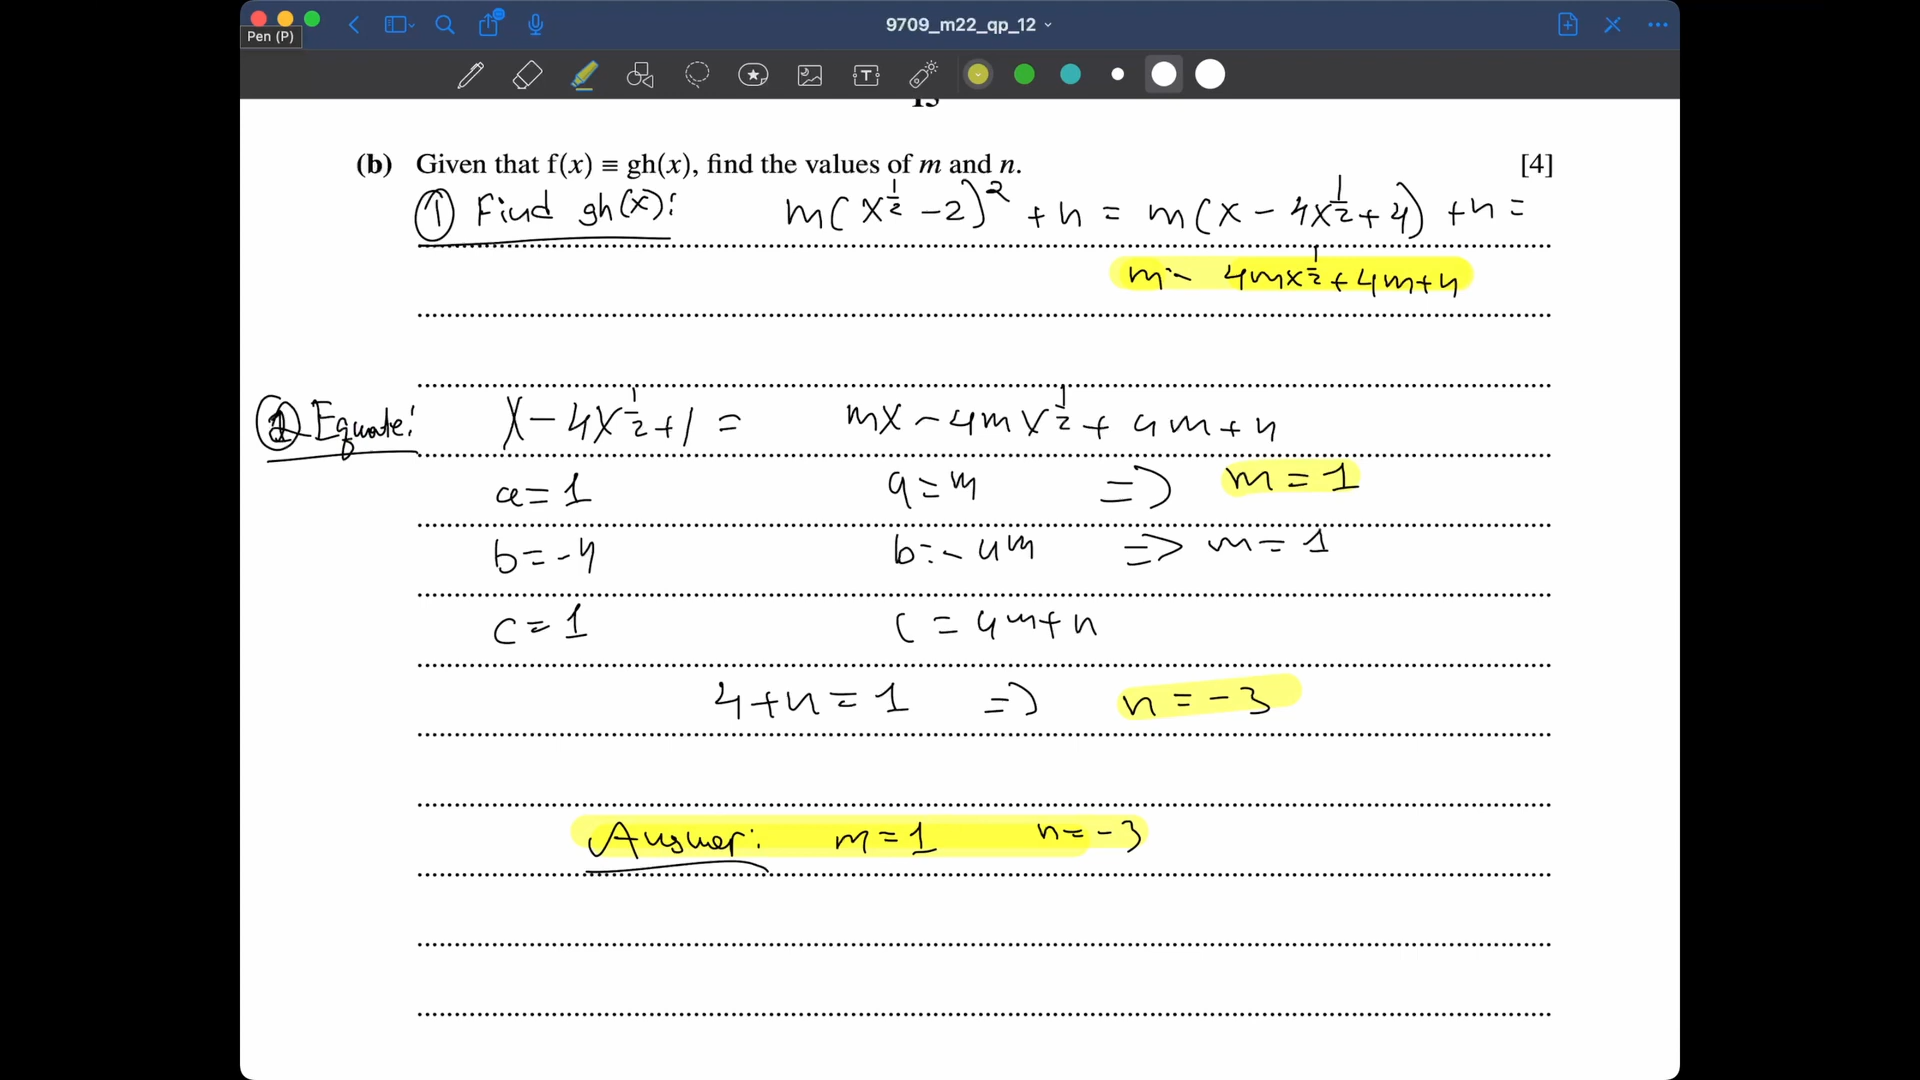 9709_m22_qp_12
Pen (P)
13
(b) Given that f(x) ≡ gh(x), find the values of m and n. [4]
① Find gh(x): m(x^{1/2} - 2)² + n = m(x - 4x^{1/2} + 4) + n =
m - 4mx^{1/2} + 4m + n
② Equate: x - 4x^{1/2} + 1 = mx - 4mx^{1/2} + 4m + n
a = 1 a = m => m = 1
b = -4 b = -4m => m = 1
c = 1 c = 4m + n
4 + n = 1 => n = -3
Answer: m = 1 n = -3